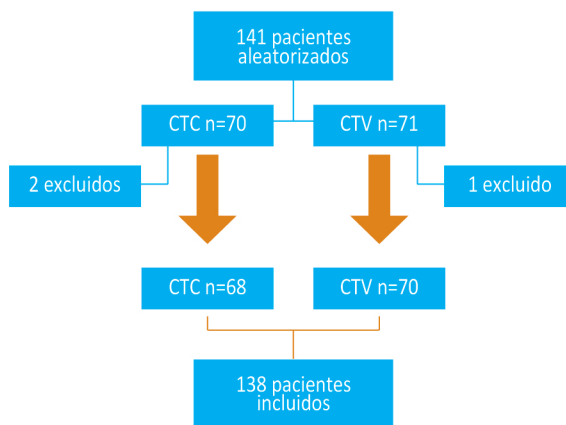 141 pacientes
aleatorizados
CTC n=70
CTV n=71
2 excluidos
1 excluido
CTC n=68
CTV n=70
138 pacientes
incluidos